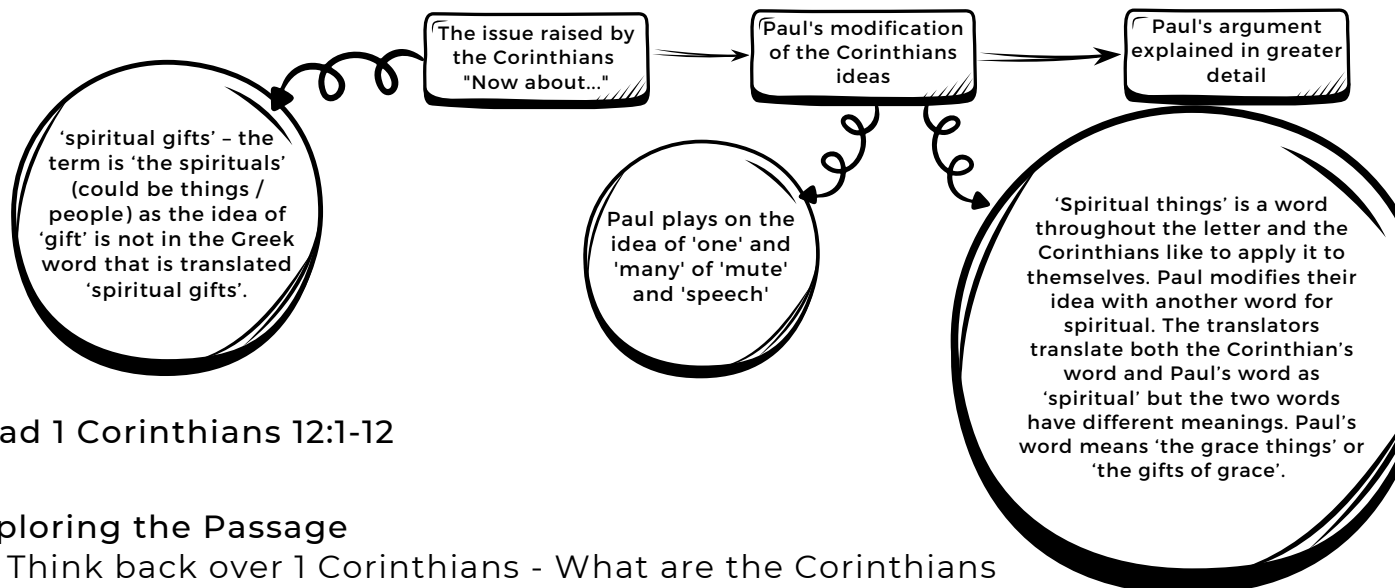 The issue raised by
the Corinthians
"Now about..."
Paul's modification
of the Corinthians
ideas
Paul's argument
explained in greater
detail
‘spiritual gifts’ – the
term is ‘the spirituals’
(could be things /
people) as the idea of
‘gift’ is not in the Greek
word that is translated
‘spiritual gifts’.
Paul plays on the
idea of 'one' and
'many' of 'mute'
and 'speech'
‘Spiritual things’ is a word
throughout the letter and the
Corinthians like to apply it to
themselves. Paul modifies their
idea with another word for
spiritual. The translators
translate both the Corinthian’s
word and Paul’s word as
‘spiritual’ but the two words
have different meanings. Paul’s
word means ‘the grace things’ or
‘the gifts of grace’.
ad 1 Corinthians 12:1-12
ploring the Passage
Think back over 1 Corinthians - What are the Corinthians